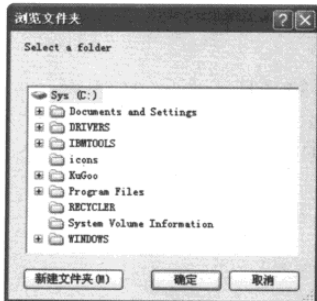 浏览文件夹
Select a folder
Sys (C:)
Documents and Settings
DRIVERS
IBMTOOLS
icons
KuGoo
Program Files
RECYCLER
System Volume Information
WINDOWS
新建文件夹(M) 确定 取消